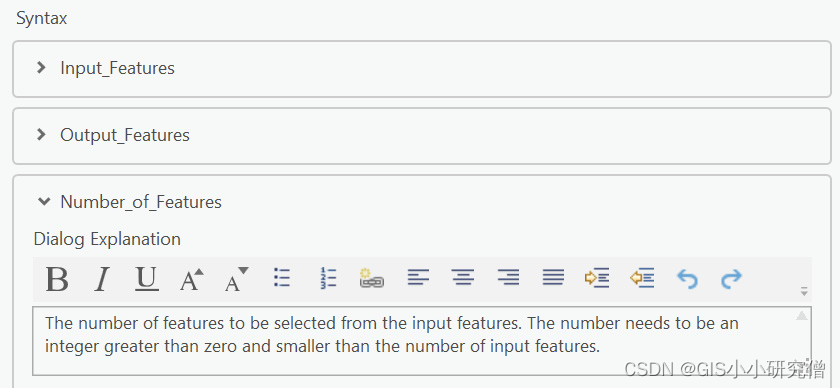 Syntax
Input_Features
Output_Features
Number_of_Features
Dialog Explanation
B I U A A
The number of features to be selected from the input features. The number needs to be an
integer greater than zero and smaller than the number of input features.
CSDN @GIS小小研究僧